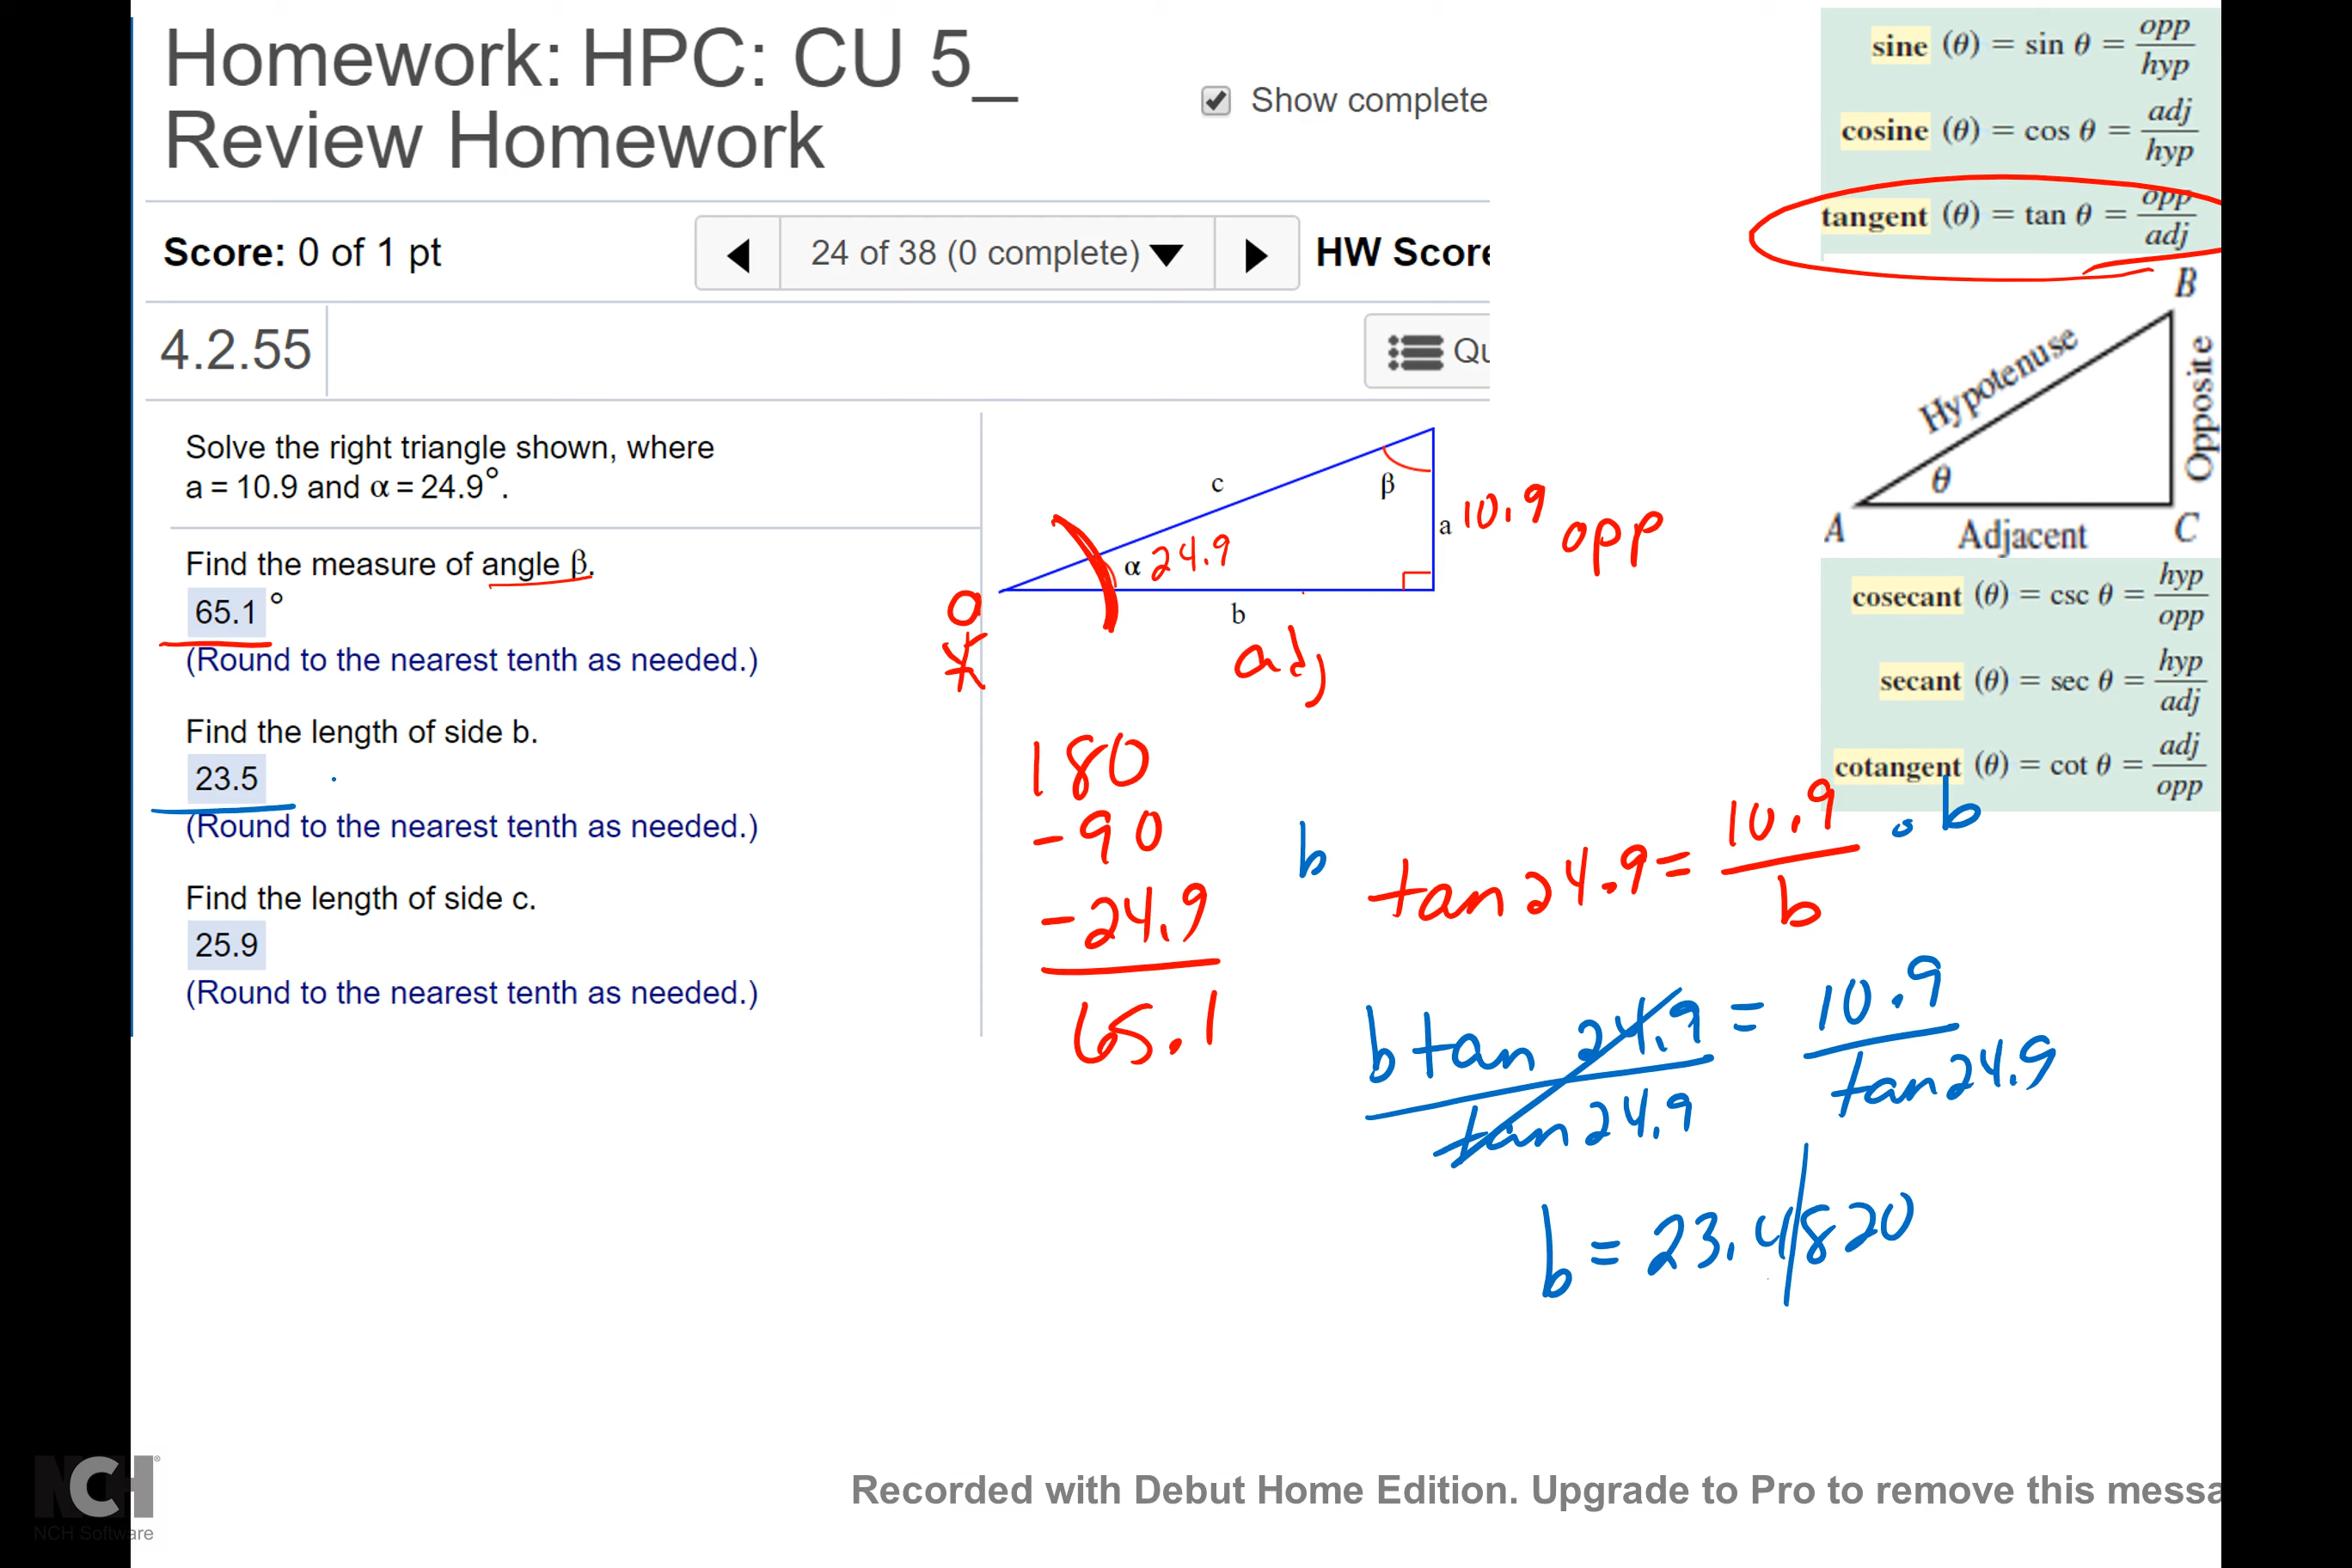 Homework: HPC: CU 5_
Review Homework
Show complete
Score: 0 of 1 pt
24 of 38 (0 complete)
HW Score
4.2.55
Qu
Solve the right triangle shown, where
a = 10.9 and α = 24.9°.
Find the measure of angle β.
65.1 °
(Round to the nearest tenth as needed.)
Find the length of side b.
23.5
(Round to the nearest tenth as needed.)
Find the length of side c.
25.9
(Round to the nearest tenth as needed.)
c
β
a 10.9 opp
α 24.9
b
adj
180
-90
-24.9
65.1
sine (θ) = sin θ = opp/hyp
cosine (θ) = cos θ = adj/hyp
tangent (θ) = tan θ = opp/adj
B
Hypotenuse
Opposite
θ
A
Adjacent
C
cosecant (θ) = csc θ = hyp/opp
secant (θ) = sec θ = hyp/adj
cotangent (θ) = cot θ = adj/opp
b tan 24.9 = 10.9/b · b
b tan 24.9/tan 24.9 = 10.9/tan 24.9
b = 23.4/820
NCH
NCH Software
Recorded with Debut Home Edition. Upgrade to Pro to remove this messa